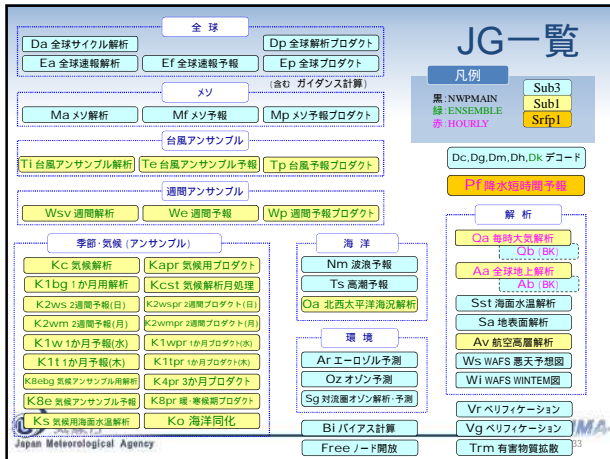 JG一覧
全 球
Da 全球サイクル解析
Dp 全球解析プロダクト
Ea 全球速報解析
Ef 全球速報予報
Ep 全球プロダクト
(含む ガイダンス計算)
メソ
Ma メソ解析
Mf メソ予報
Mp メソ予報プロダクト
台風アンサンブル
Ti 台風アンサンブル解析
Te 台風アンサンブル予報
Tp 台風予報プロダクト
週間アンサンブル
Wsv 週間解析
We 週間予報
Wp 週間予報プロダクト
季節・気候 (アンサンブル)
Kc 気候解析
Kapr 気候用プロダクト
K1bg 1か月用解析
Kcst 気候解析月処理
K2ws 2週間予報(日)
K2wspr 2週間プロダクト(日)
K2wm 2週間予報(月)
K2wmpr 2週間プロダクト(月)
K1w 1か月予報(水)
K1wpr 1か月プロダクト(水)
K1t 1か月予報(木)
K1tpr 1か月プロダクト(木)
K8ebg 気候アンサンブル用解析
K4pr 3か月プロダクト
K8e 気候アンサンブル予報
K8pr 暖・寒候期プロダクト
Ks 気候用海面水温解析
Ko 海洋同化
海 洋
Nm 波浪予報
Ts 高潮予報
Oa 北西太平洋海況解析
環 境
Ar エーロゾル予測
Oz オゾン予測
Sg 対流圏オゾン解析・予測
Bi バイアス計算
Free ノード開放
凡例
黒:NWPMAIN
緑:ENSEMBLE
赤:HOURLY
Sub3
Sub1
Srfp1
Dc,Dg,Dm,Dh,Dk デコード
Pf 降水短時間予報
解 析
Qa 毎時大気解析
Qb (BK)
Aa 全球地上解析
Ab (BK)
Sst 海面水温解析
Sa 地表面解析
Av 航空高層解析
Ws WAFS 悪天予想図
Wi WAFS WINTEM図
Vr ベリフィケーション
Vg ベリフィケーション
Trm 有害物質拡散
Japan Meteorological Agency
33